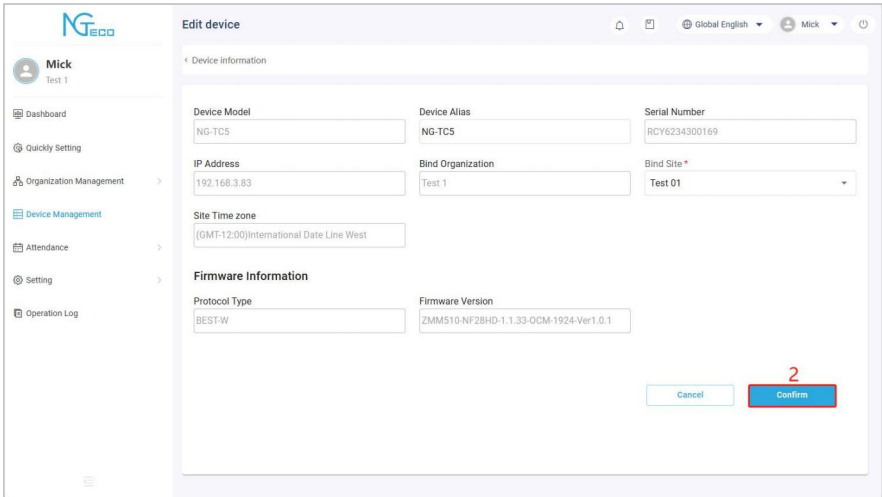 NGTECO
Edit device
Global English
Mick
Mick
Test 1
< Device information
Dashboard
Quickly Setting
Organization Management
Device Management
Attendance
Setting
Operation Log
Device Model
Device Alias
Serial Number
NG-TC5
NG-TC5
RCY6234300169
IP Address
Bind Organization
Bind Site *
192.168.3.83
Test 1
Test 01
Site Time zone
(GMT-12:00)International Date Line West
Firmware Information
Protocol Type
Firmware Version
BEST-W
ZMM510-NF28HD-1.1.33-OCM-1924-Ver1.0.1
2
Cancel
Confirm